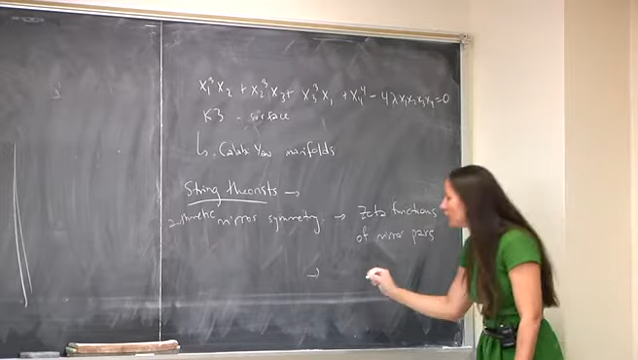 x₁³x₂ + x₂³x₃ + x₃³x₁ + x₄⁴ - 4λx₁x₂x₃x₄ = 0
K3 - surface
↳ Calabi Yau manifolds
String theorists →
arithmetic mirror symmetry → Zeta functions
of mirror pairs
→